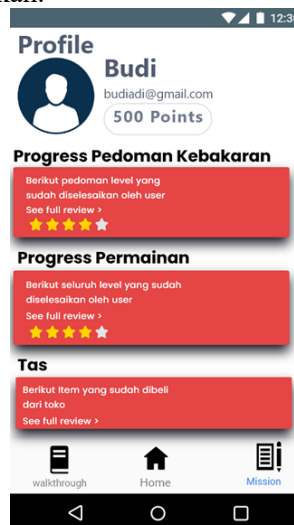 12:30
Profile
Budi
budiadi@gmail.com
500 Points
Progress Pedoman Kebakaran
Berikut pedoman level yang
sudah diselesaikan oleh user
See full review >
Progress Permainan
Berikut seluruh level yang sudah
diselesaikan oleh user
See full review >
Tas
Berikut Item yang sudah dibeli
dari toko
See full review >
walkthrough
Home
Mission